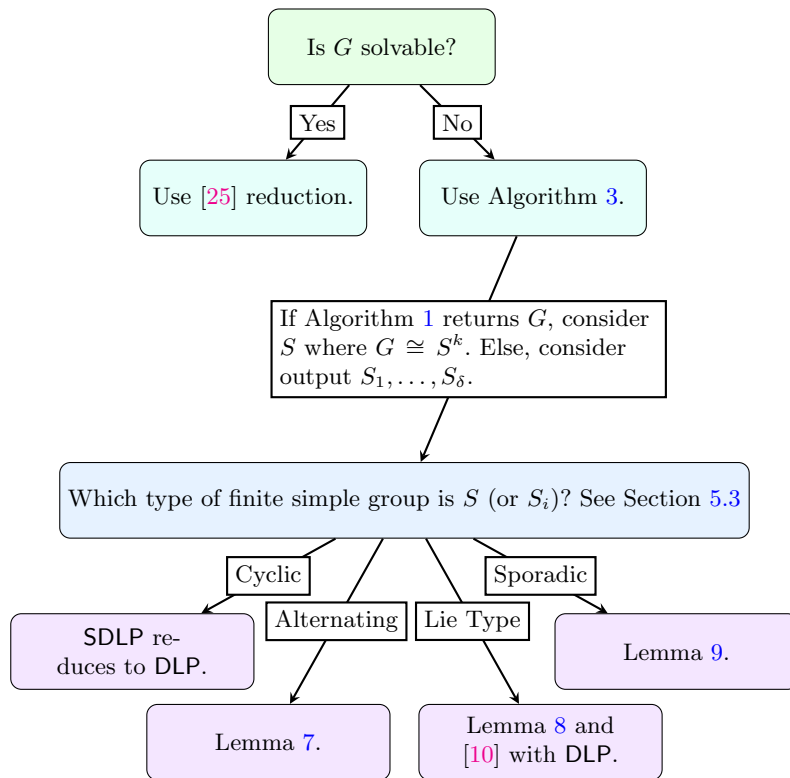 Is G solvable?
Yes
No
Use [25] reduction.
Use Algorithm 3.
If Algorithm 1 returns G, consider
S where G ≅ S^k. Else, consider
output S_1, . . . , S_δ.
Which type of finite simple group is S (or S_i)? See Section 5.3
Cyclic
Sporadic
Alternating
Lie Type
SDLP re-
duces to DLP.
Lemma 9.
Lemma 7.
Lemma 8 and
[10] with DLP.